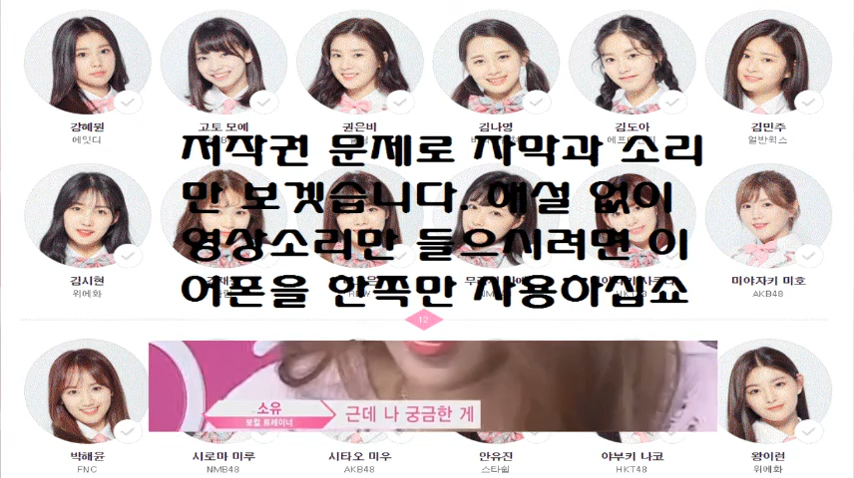 강혜원 고토 모에 권은비 김나영 김도아 김민주
에잇디 얼반웍스
저작권 문제로 자막과 소리
만 보겠습니다. 해설 없이
영상소리만 들으시려면 이
어폰을 한쪽만 사용하십쇼
김시현 미야자키 미호
위에화 AKB48
12
소유
보컬 트레이너
근데 나 궁금한 게
박해윤 시로마 미루 시타오 미우 안유진 야부키 나코 왕이런
FNC NMB48 AKB48 스타쉽 HKT48 위에화